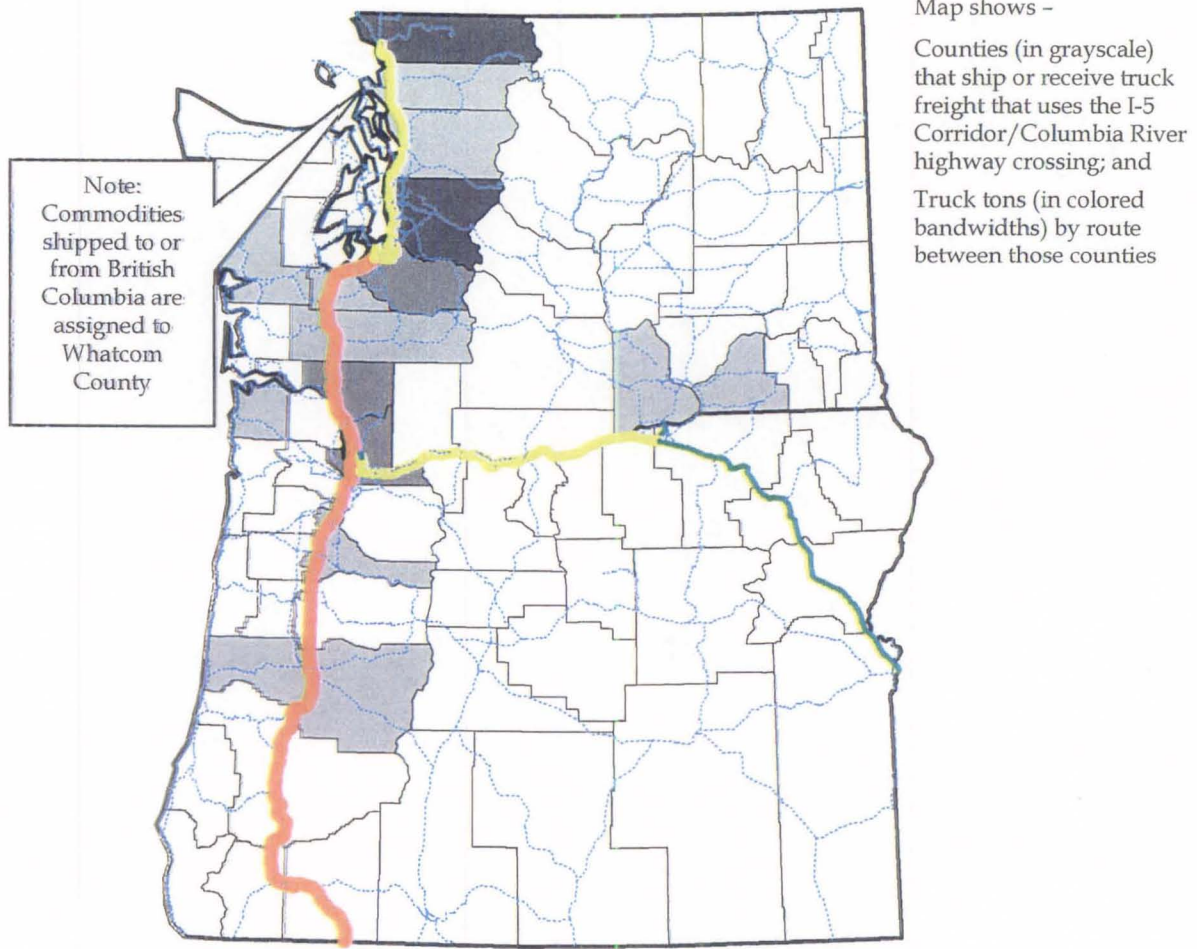 Map shows –
Counties (in grayscale)
that ship or receive truck
freight that uses the I-5
Corridor/Columbia River
highway crossing; and
Truck tons (in colored
bandwidths) by route
between those counties
Note:
Commodities
shipped to or
from British
Columbia are
assigned to
Whatcom
County